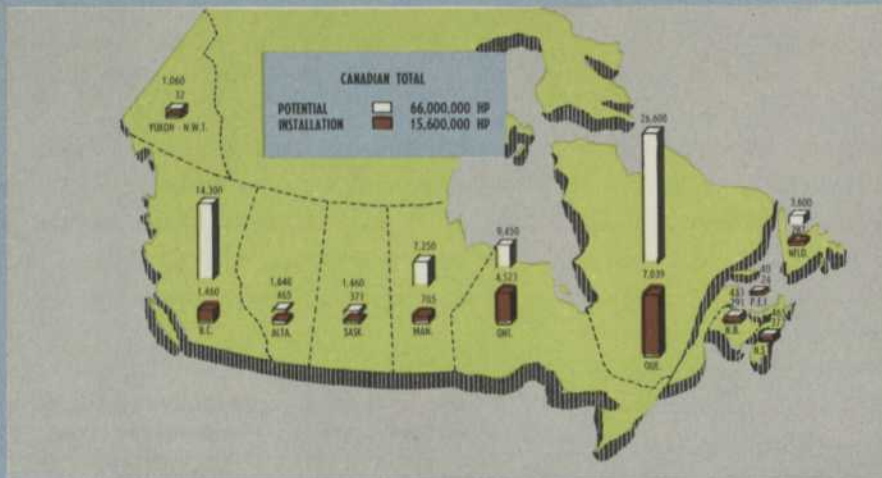 CANADIAN TOTAL
POTENTIAL 66,000,000 HP
INSTALLATION 15,600,000 HP
1,060
32
YUKON - N.W.T.
14,300
1,460
B.C.
1,640
465
ALTA.
1,460
371
SASK.
7,250
705
MAN.
9,450
4,523
ONT.
26,600
7,039
QUE.
3,600
NFLD.
P.E.I
N.B.
N.S.